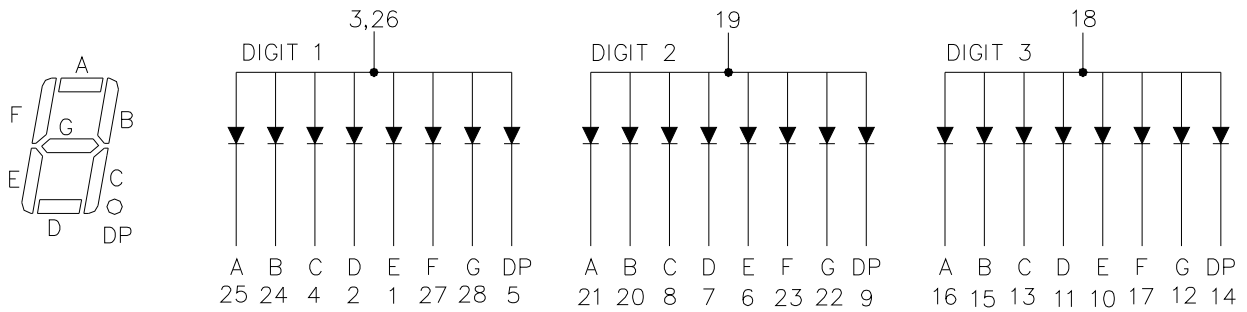 3,26 19 18
DIGIT 1 DIGIT 2 DIGIT 3
A
F B
G
E C
D DP
A B C D E F G DP A B C D E F G DP A B C D E F G DP
25 24 4 2 1 27 28 5 21 20 8 7 6 23 22 9 16 15 13 11 10 17 12 14